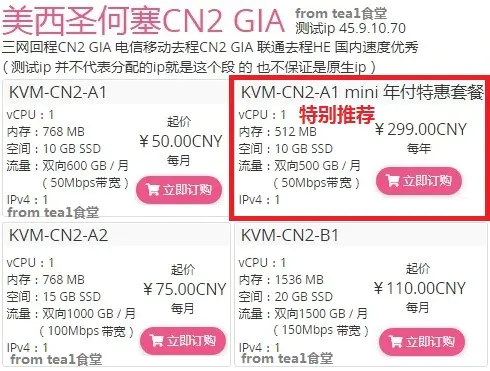 美西圣何塞CN2 GIA from tea1食堂
测试ip 45.9.10.70
三网回程CN2 GIA 电信移动去程CN2 GIA 联通去程HE 国内速度优秀
（测试ip 并不代表分配的ip就是这个段 的 也不保证是原生ip ）
KVM-CN2-A1
vCPU：1
内存：768 MB
空间：10 GB SSD
流量：双向600 GB / 月
（50Mbps带宽）
IPv4：1
起价
￥50.00CNY
每月
立即订购
from tea1食堂
KVM-CN2-A1 mini 年付特惠套餐
特别推荐
vCPU：1
内存：512 MB
空间：10 GB SSD
流量：双向500 GB / 月
（50Mbps带宽）
IPv4：1
￥299.00CNY
每年
立即订购
KVM-CN2-A2
vCPU：1
内存：768 MB
空间：15 GB SSD
流量：双向1000 GB / 月
（100Mbps 带宽）
IPv4：1
起价
￥75.00CNY
每月
立即订购
from tea1食堂
KVM-CN2-B1
vCPU：1
内存：1536 MB
空间：20 GB SSD
流量：双向1500 GB / 月
（150Mbps 带宽）
IPv4：1
起价
￥110.00CNY
每月
立即订购
from tea1食堂